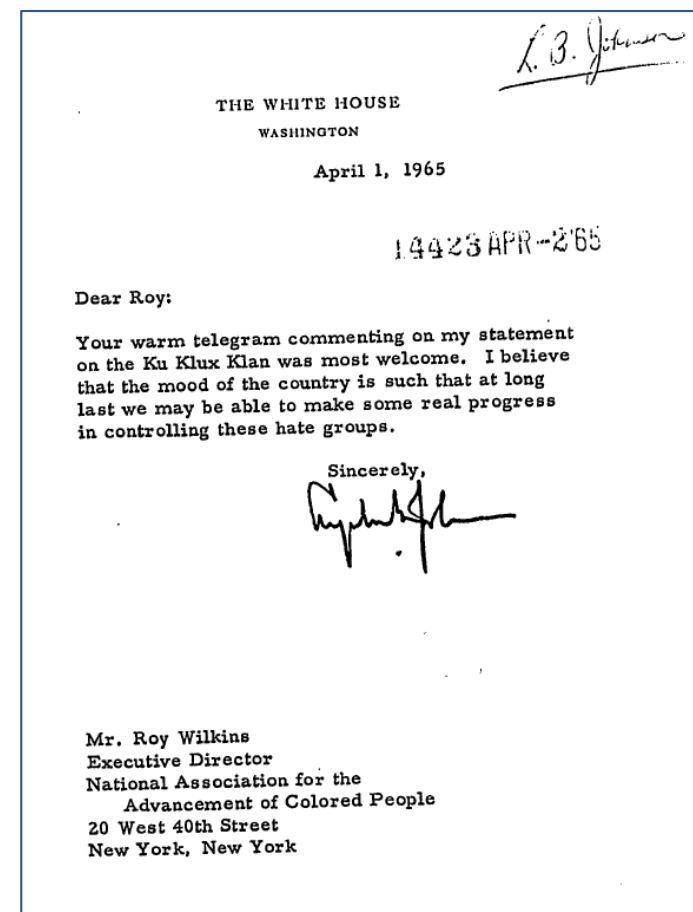 L. B. Johnson
THE WHITE HOUSE
WASHINGTON
April 1, 1965
14423 APR-2'65
Dear Roy:
Your warm telegram commenting on my statement
on the Ku Klux Klan was most welcome. I believe
that the mood of the country is such that at long
last we may be able to make some real progress
in controlling these hate groups.
Sincerely,
Mr. Roy Wilkins
Executive Director
National Association for the
Advancement of Colored People
20 West 40th Street
New York, New York